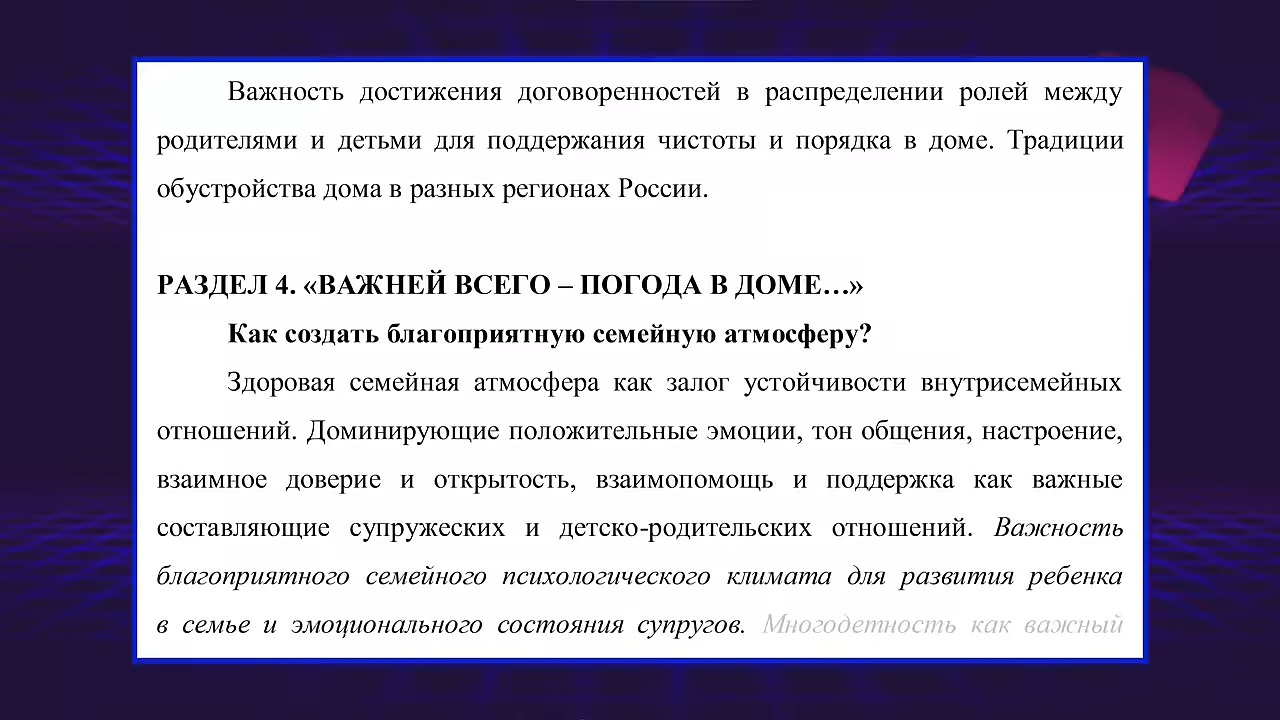 Важность достижения договоренностей в распределении ролей между
родителями и детьми для поддержания чистоты и порядка в доме. Традиции
обустройства дома в разных регионах России.
РАЗДЕЛ 4. «ВАЖНЕЙ ВСЕГО – ПОГОДА В ДОМЕ…»
Как создать благоприятную семейную атмосферу?
Здоровая семейная атмосфера как залог устойчивости внутрисемейных
отношений. Доминирующие положительные эмоции, тон общения, настроение,
взаимное доверие и открытость, взаимопомощь и поддержка как важные
составляющие супружеских и детско-родительских отношений. Важность
благоприятного семейного психологического климата для развития ребенка
в семье и эмоционального состояния супругов. Многодетность как важный